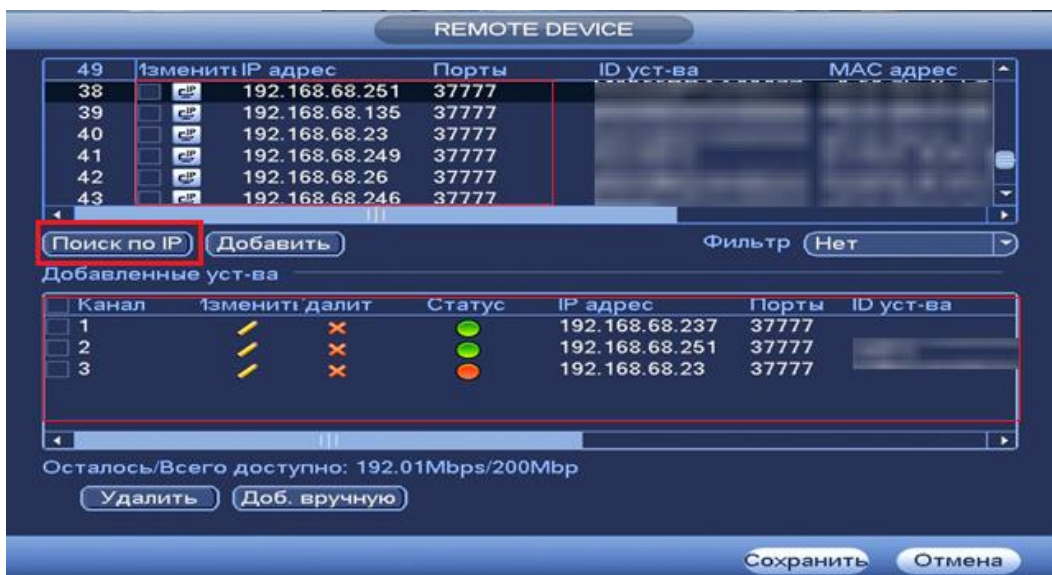 REMOTE DEVICE
49 Изменить IP адрес Порты ID уст-ва MAC адрес
38 192.168.68.251 37777
39 192.168.68.135 37777
40 192.168.68.23 37777
41 192.168.68.249 37777
42 192.168.68.26 37777
43 192.168.68.246 37777
Поиск по IP Добавить Фильтр Нет
Добавленные уст-ва
Канал Изменить далит Статус IP адрес Порты ID уст-ва
1 192.168.68.237 37777
2 192.168.68.251 37777
3 192.168.68.23 37777
Осталось/Всего доступно: 192.01Mbps/200Mbp
Удалить Доб. вручную
Сохранить Отмена